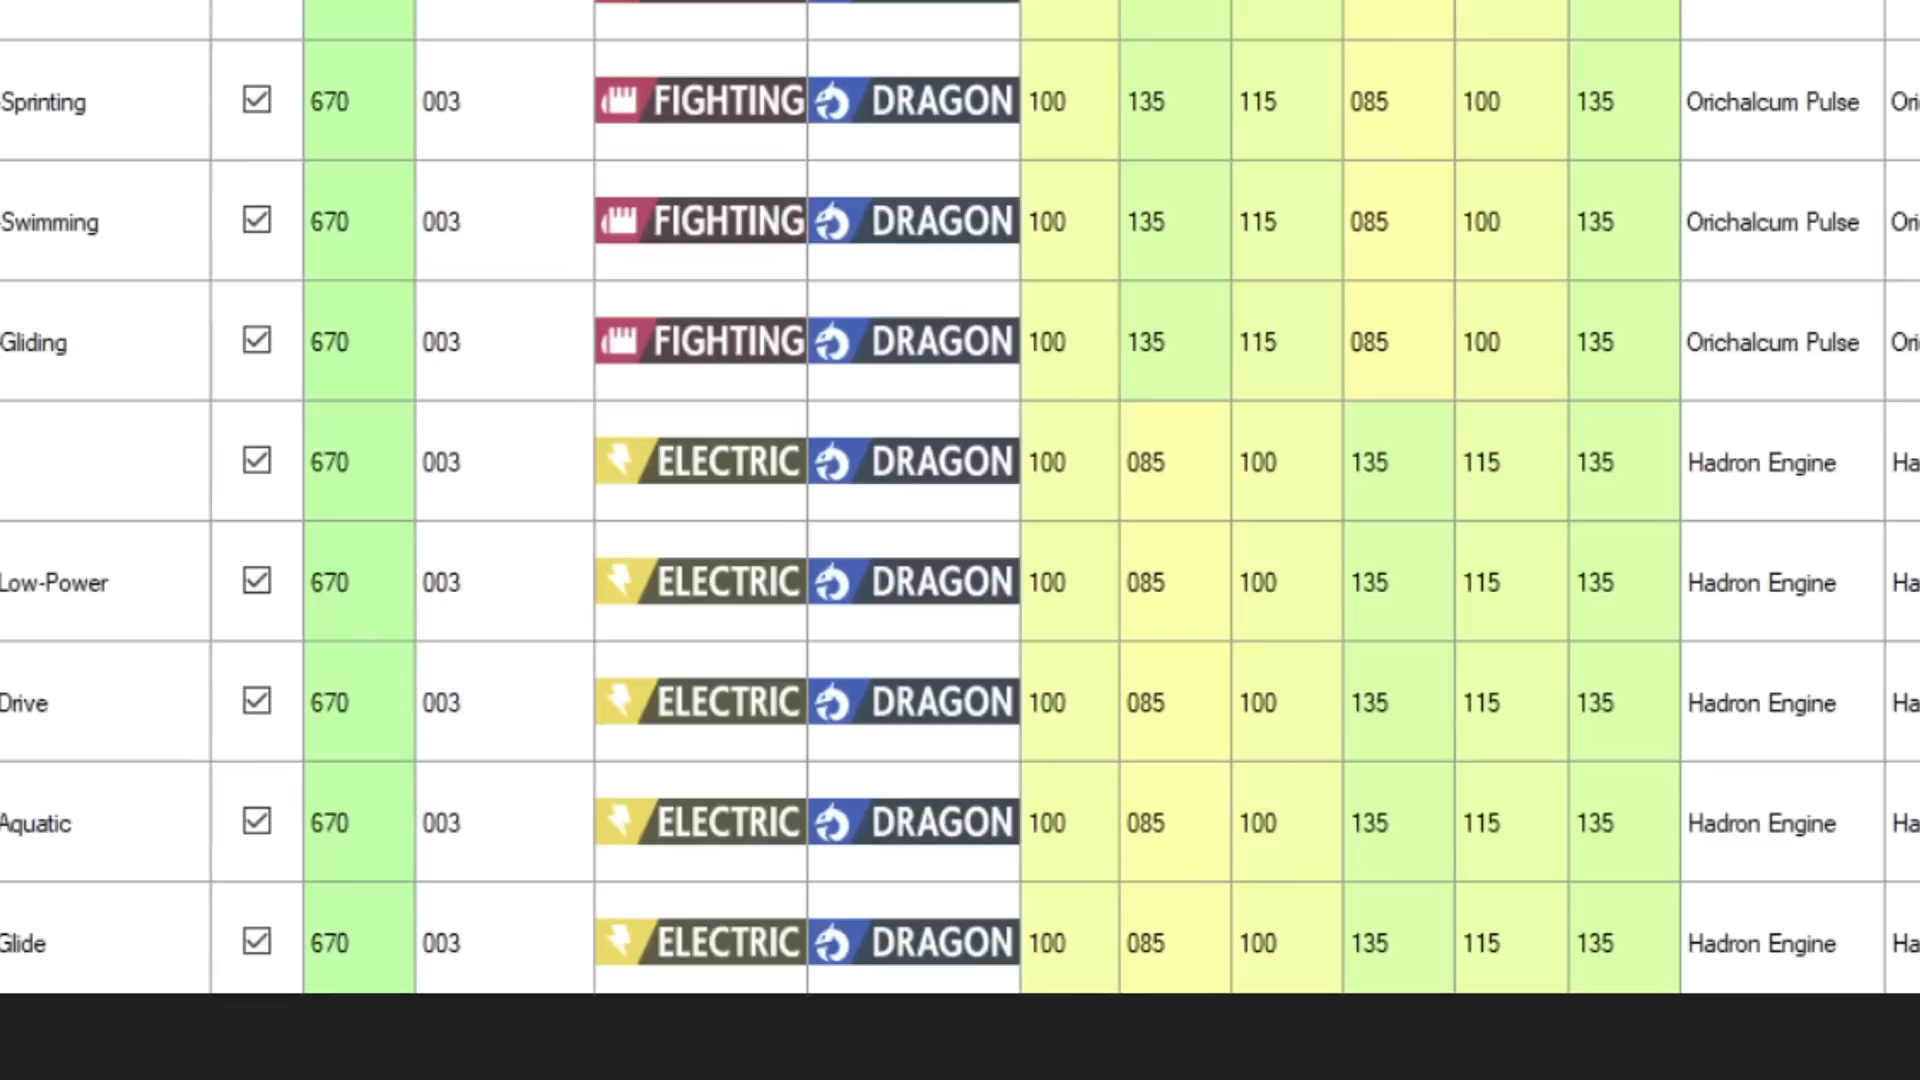 -Sprinting 670 003 FIGHTING DRAGON 100 135 115 085 100 135 Orichalcum Pulse Ori
-Swimming 670 003 FIGHTING DRAGON 100 135 115 085 100 135 Orichalcum Pulse Ori
Gliding 670 003 FIGHTING DRAGON 100 135 115 085 100 135 Orichalcum Pulse Ori
670 003 ELECTRIC DRAGON 100 085 100 135 115 135 Hadron Engine Ha
Low-Power 670 003 ELECTRIC DRAGON 100 085 100 135 115 135 Hadron Engine Ha
Drive 670 003 ELECTRIC DRAGON 100 085 100 135 115 135 Hadron Engine Ha
Aquatic 670 003 ELECTRIC DRAGON 100 085 100 135 115 135 Hadron Engine Ha
Glide 670 003 ELECTRIC DRAGON 100 085 100 135 115 135 Hadron Engine Ha